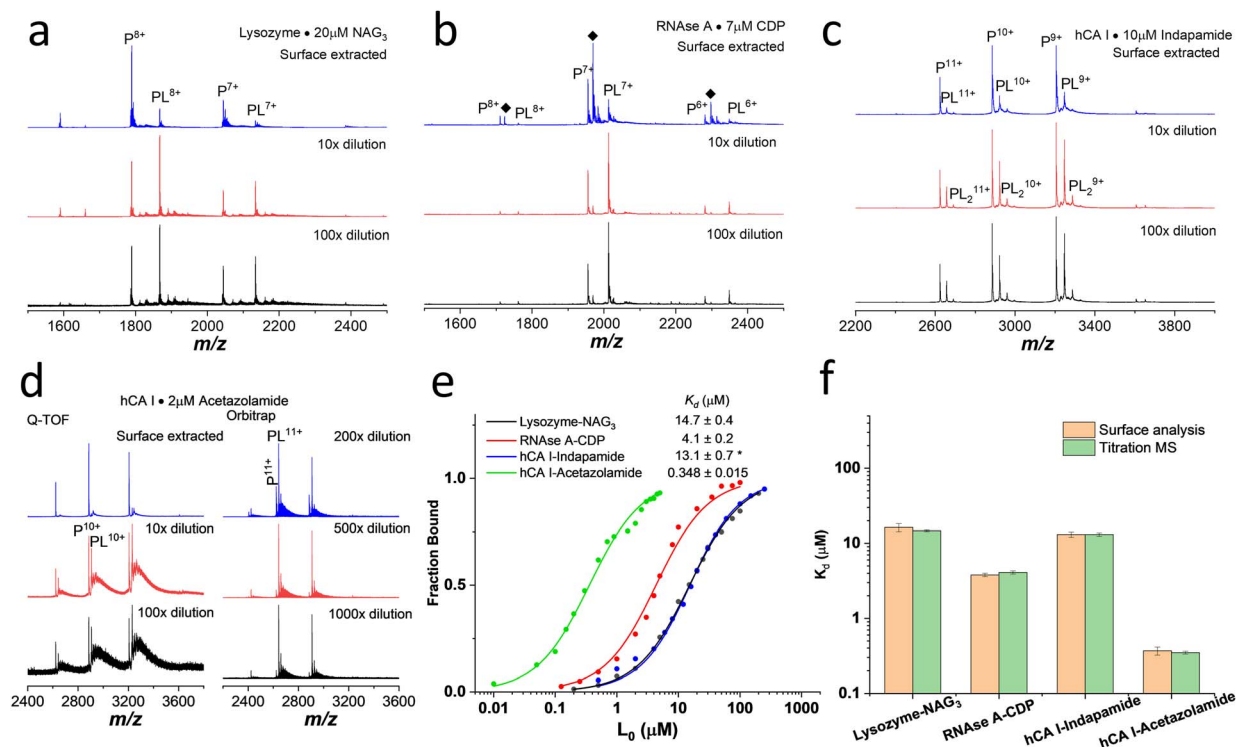 a
Lysozyme • 20μM NAG₃
Surface extracted
P⁸⁺
PL⁸⁺
P⁷⁺
PL⁷⁺
10x dilution
100x dilution
1600 1800 2000 2200 2400
m/z
b
RNAse A • 7μM CDP
Surface extracted
P⁸⁺
PL⁸⁺
P⁷⁺
PL⁷⁺
P⁶⁺
PL⁶⁺
10x dilution
100x dilution
1600 1800 2000 2200 2400
m/z
c
hCA I • 10μM Indapamide
Surface extracted
P¹¹⁺
PL¹¹⁺
P¹⁰⁺
PL¹⁰⁺
P⁹⁺
PL⁹⁺
10x dilution
PL₂¹¹⁺
PL₂¹⁰⁺
PL₂⁹⁺
100x dilution
2200 2600 3000 3400 3800
m/z
d
hCA I • 2μM Acetazolamide
Q-TOF
Orbitrap
Surface extracted
10x dilution
P¹⁰⁺
PL¹⁰⁺
100x dilution
2400 2800 3200 3600
m/z
PL¹¹⁺
P¹¹⁺
200x dilution
500x dilution
1000x dilution
2400 2800 3200 3600
m/z
e
K_d (μM)
Lysozyme-NAG₃ 14.7 ± 0.4
RNAse A-CDP 4.1 ± 0.2
hCA I-Indapamide 13.1 ± 0.7 *
hCA I-Acetazolamide 0.348 ± 0.015
Fraction Bound
1.0
0.5
0.0
0.01 0.1 1 10 100 1000
L₀ (μM)
f
Surface analysis
Titration MS
K_d (μM)
100
10
1
0.1
Lysozyme-NAG₃
RNAse A-CDP
hCA I-Indapamide
hCA I-Acetazolamide